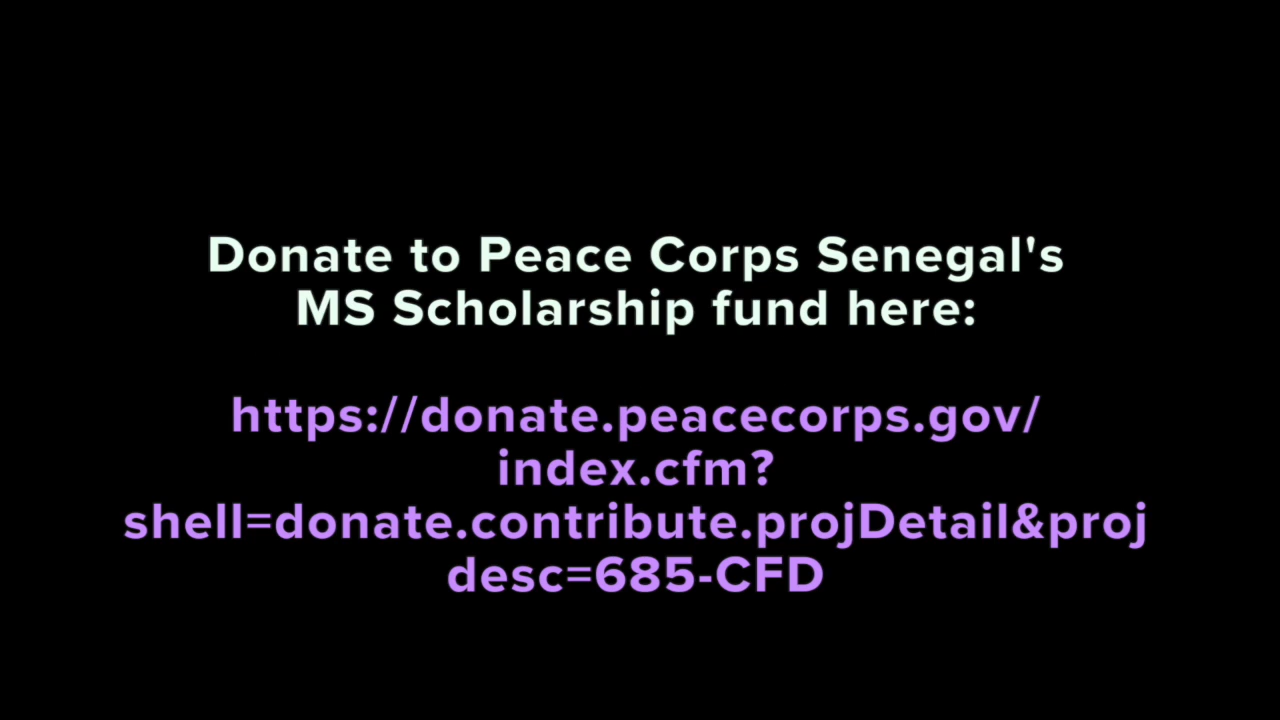 Donate to Peace Corps Senegal's
MS Scholarship fund here:
https://donate.peacecorps.gov/
index.cfm?
shell=donate.contribute.projDetail&proj
desc=685-CFD